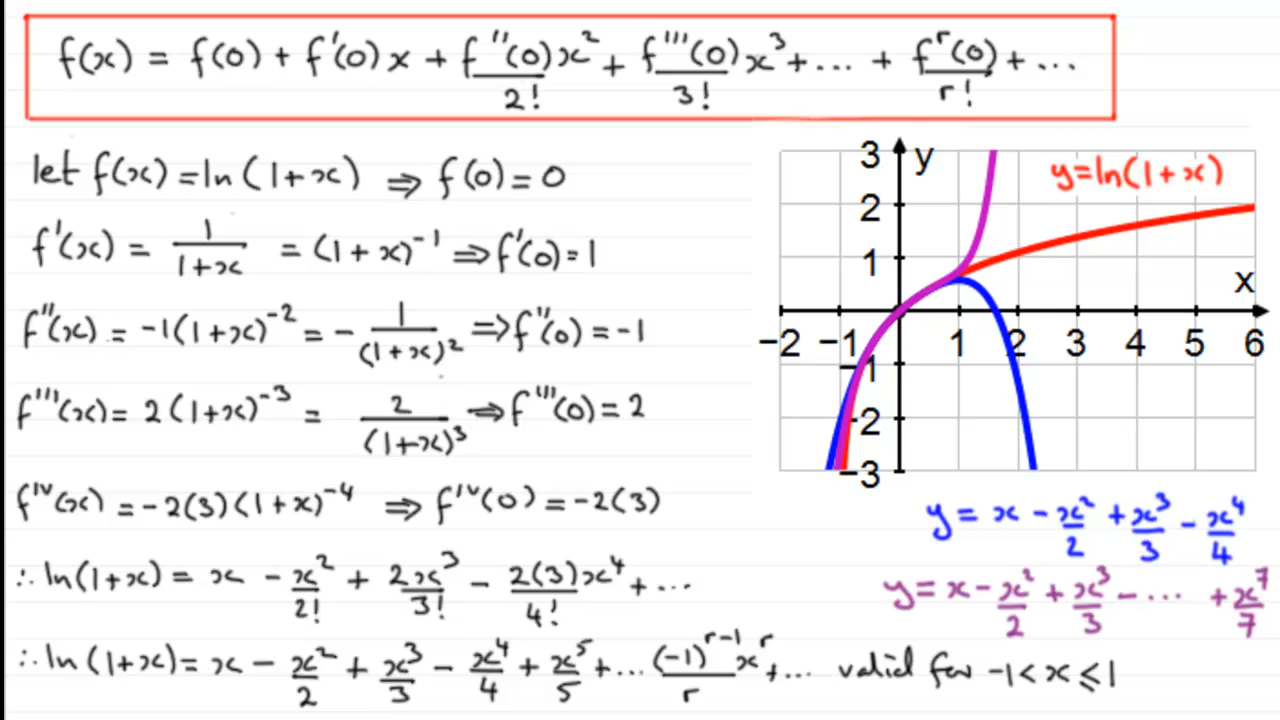 f(x) = f(0) + f'(0)x + f''(0)x²/2! + f'''(0)x³/3! + ... + fʳ(0)/r! + ...
let f(x) = ln(1+x) ⇒ f(0) = 0
f'(x) = 1/(1+x) = (1+x)⁻¹ ⇒ f'(0) = 1
f''(x) = -1(1+x)⁻² = -1/(1+x)² ⇒ f''(0) = -1
f'''(x) = 2(1+x)⁻³ = 2/(1+x)³ ⇒ f'''(0) = 2
fⁱᵛ(x) = -2(3)(1+x)⁻⁴ ⇒ fⁱᵛ(0) = -2(3)
∴ ln(1+x) = x - x²/2! + 2x³/3! - 2(3)x⁴/4! + ...
∴ ln(1+x) = x - x²/2 + x³/3 - x⁴/4 + x⁵/5 + ... (-1)ʳ⁻¹xʳ/r + ... valid for -1 < x ≤ 1
y
y = ln(1+x)
3
2
1
x
-2 -1 1 2 3 4 5 6
-1
-2
-3
y = x - x²/2 + x³/3 - x⁴/4
y = x - x²/2 + x³/3 - ... + x⁷/7